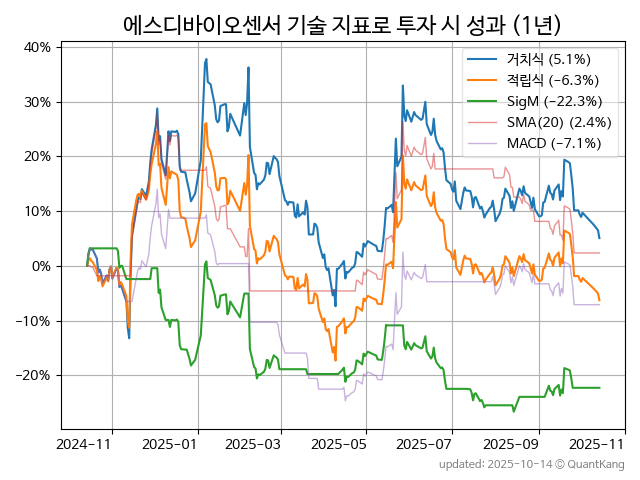 에스디바이오센서 기술 지표로 투자 시 성과 (1년)
40%
30%
20%
10%
0%
−10%
−20%
거치식 (5.1%)
적립식 (−6.3%)
SigM (−22.3%)
SMA(20) (2.4%)
MACD (−7.1%)
2024−11 2025−01 2025−03 2025−05 2025−07 2025−09 2025−11
updated: 2025-10-14 © QuantKang